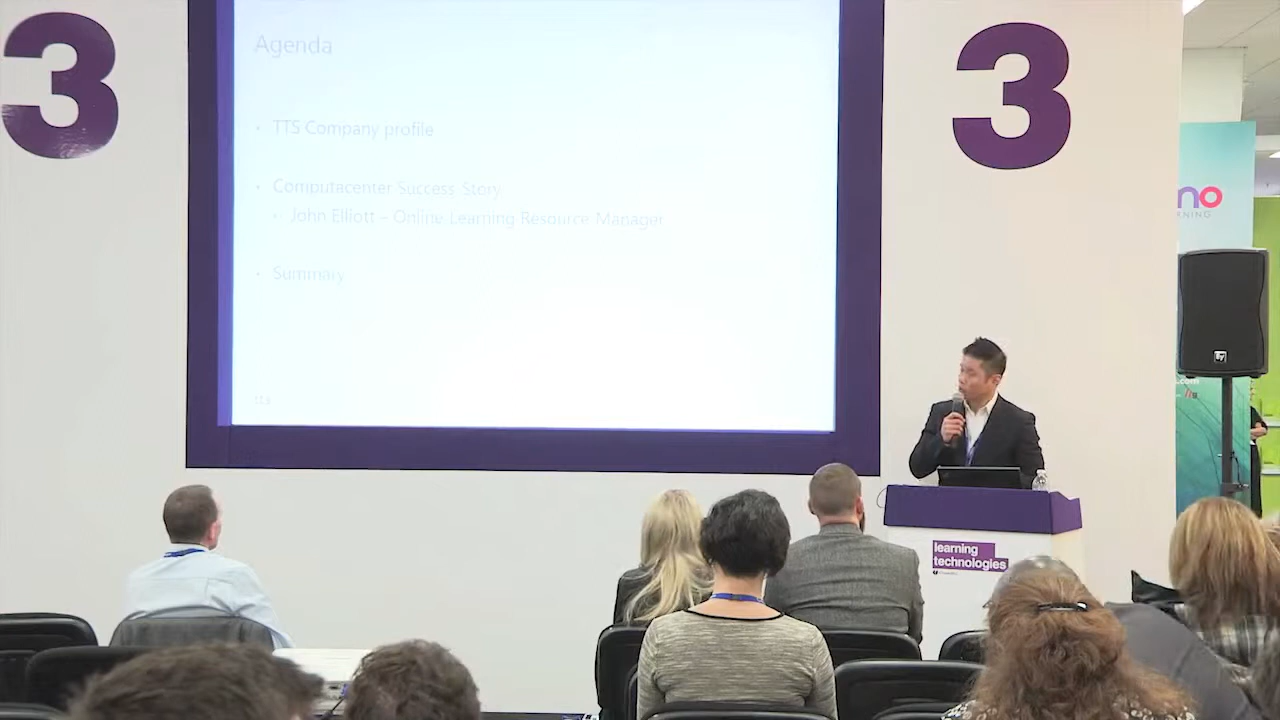 3
3
Agenda
• TTS Company profile
• Computacenter Success Story
• John Elliott – Online Learning Resource Manager
• Summary
learning
technologies